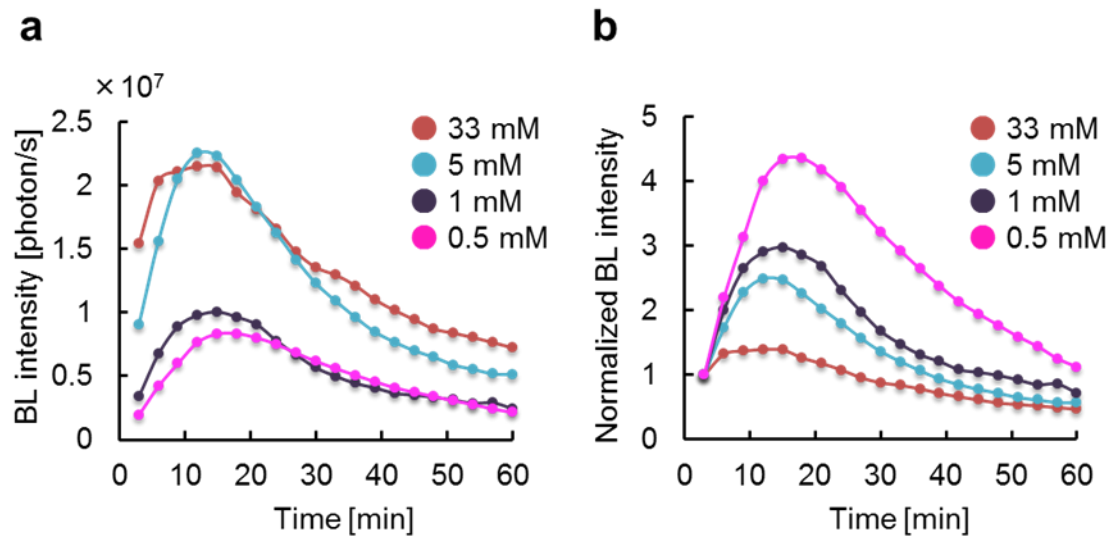 a
× 10⁷
BL intensity [photon/s]
2.5
2
1.5
1
0.5
0
0 10 20 30 40 50 60
Time [min]
33 mM
5 mM
1 mM
0.5 mM
b
Normalized BL intensity
5
4
3
2
1
0
0 10 20 30 40 50 60
Time [min]
33 mM
5 mM
1 mM
0.5 mM